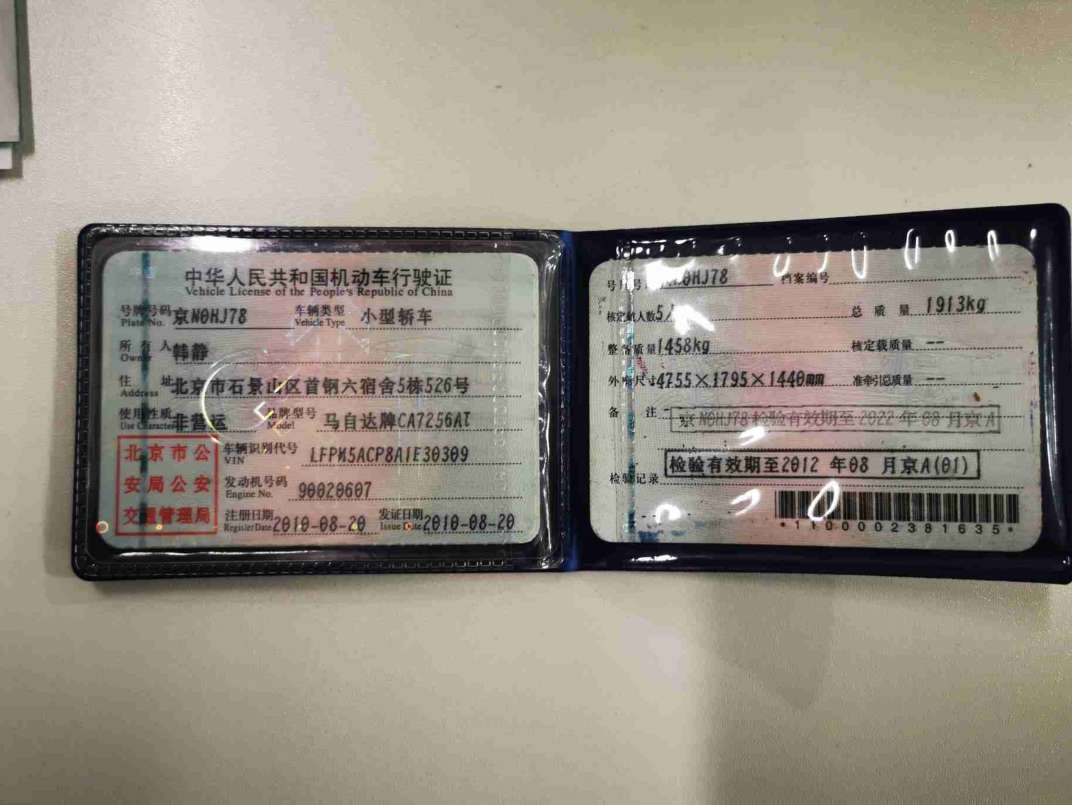 中华人民共和国机动车行驶证
Vehicle License of the People's Republic of China
号牌号码 京N0HJ78 车辆类型 小型轿车
Plate No. Vehicle Type
所有人 韩静
Owner
住址 北京市石景山区首钢六宿舍5栋526号
Address
使用性质 非营运 品牌型号 马自达牌CA7256AT
Use Character Model
北京市公
安局公安
交通管理局
车辆识别代号 LFPM5ACP8A1E30309
VIN
发动机号码 90020607
Engine No.
注册日期 2010-08-20 发证日期 2010-08-20
Register Date Issue Date
号牌号 N0HJ78 档案编号
核定载人数 5人 总质量 1913kg
整备质量 1458kg 核定载质量 --
外廓尺寸 4755×1795×1440mm 准牵引总质量 --
备注
京N0HJ78 检验有效期至 2022 年 08 月京A
检验记录
检验有效期至2012 年08 月京A(01)
*1100002381635*